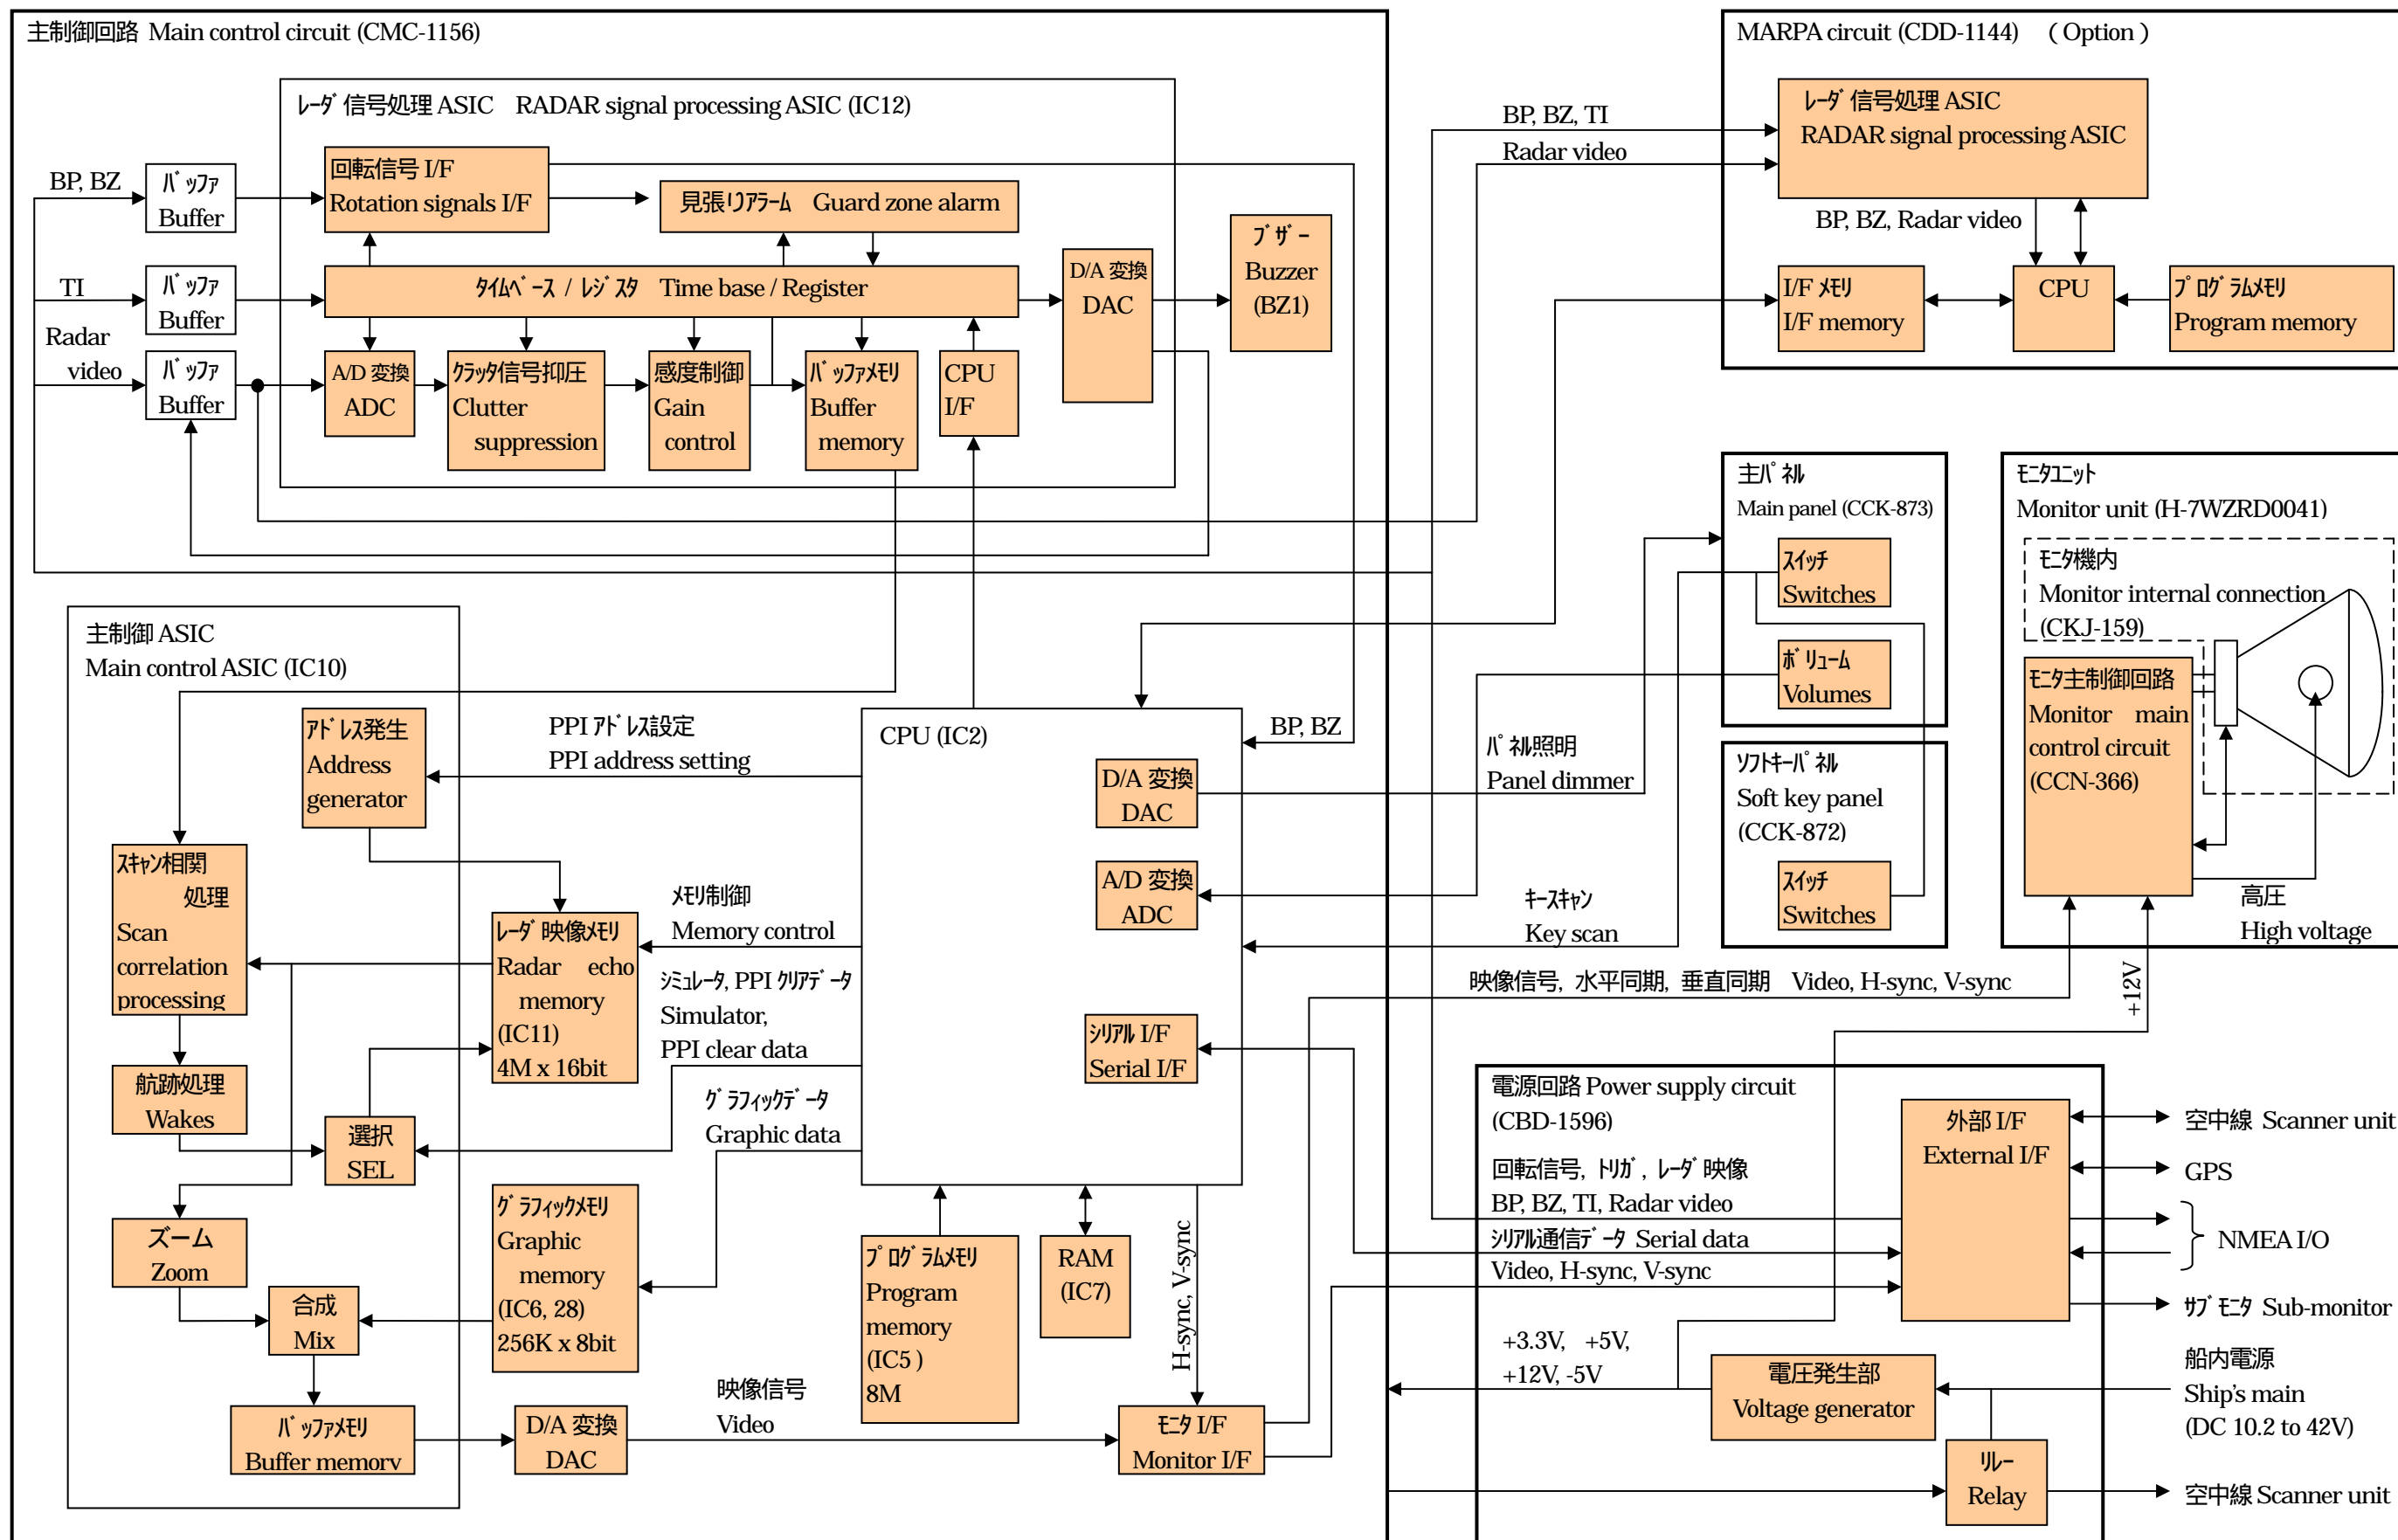 主制御回路 Main control circuit (CMC-1156)
レーダ信号処理 ASIC RADAR signal processing ASIC (IC12)
BP, BZ
バッファ
Buffer
回転信号 I/F
Rotation signals I/F
見張りアラーム Guard zone alarm
TI
バッファ
Buffer
タイムベース / レジスタ Time base / Register
D/A 変換
DAC
ブザー
Buzzer
(BZ1)
Radar
video
バッファ
Buffer
A/D 変換
ADC
クラッタ信号抑圧
Clutter
suppression
感度制御
Gain
control
バッファメモリ
Buffer
memory
CPU
I/F
MARPA circuit (CDD-1144) (Option)
BP, BZ, TI
Radar video
レーダ信号処理 ASIC
RADAR signal processing ASIC
BP, BZ, Radar video
I/F メモリ
I/F memory
CPU
プログラムメモリ
Program memory
主パネル
Main panel (CCK-873)
スイッチ
Switches
ボリューム
Volumes
ソフトキーパネル
Soft key panel
(CCK-872)
スイッチ
Switches
モニタユニット
Monitor unit (H-7WZRD0041)
モニタ機内
Monitor internal connection
(CKJ-159)
モニタ主制御回路
Monitor main
control circuit
(CCN-366)
高圧
High voltage
+12V
主制御 ASIC
Main control ASIC (IC10)
アドレス発生
Address
generator
PPI アドレス設定
PPI address setting
CPU (IC2)
BP, BZ
D/A 変換
DAC
パネル照明
Panel dimmer
A/D 変換
ADC
キースキャン
Key scan
スキャン相関
処理
Scan
correlation
processing
レーダ映像メモリ
Radar echo
memory
(IC11)
4M x 16bit
メモリ制御
Memory control
シミュレータ, PPI クリアデータ
Simulator,
PPI clear data
シリアル I/F
Serial I/F
映像信号, 水平同期, 垂直同期 Video, H-sync, V-sync
航跡処理
Wakes
選択
SEL
グラフィックデータ
Graphic data
ズーム
Zoom
合成
Mix
グラフィックメモリ
Graphic
memory
(IC6, 28)
256K x 8bit
プログラムメモリ
Program
memory
(IC5 )
8M
RAM
(IC7)
H-sync, V-sync
バッファメモリ
Buffer memory
D/A 変換
DAC
映像信号
Video
モニタ I/F
Monitor I/F
電源回路 Power supply circuit
(CBD-1596)
外部 I/F
External I/F
回転信号, トリガ, レーダ映像
BP, BZ, TI, Radar video
シリアル通信データ Serial data
Video, H-sync, V-sync
+3.3V, +5V,
+12V, -5V
電圧発生部
Voltage generator
リレー
Relay
空中線 Scanner unit
GPS
NMEA I/O
サブモニタ Sub-monitor
船内電源
Ship's main
(DC 10.2 to 42V)
空中線 Scanner unit